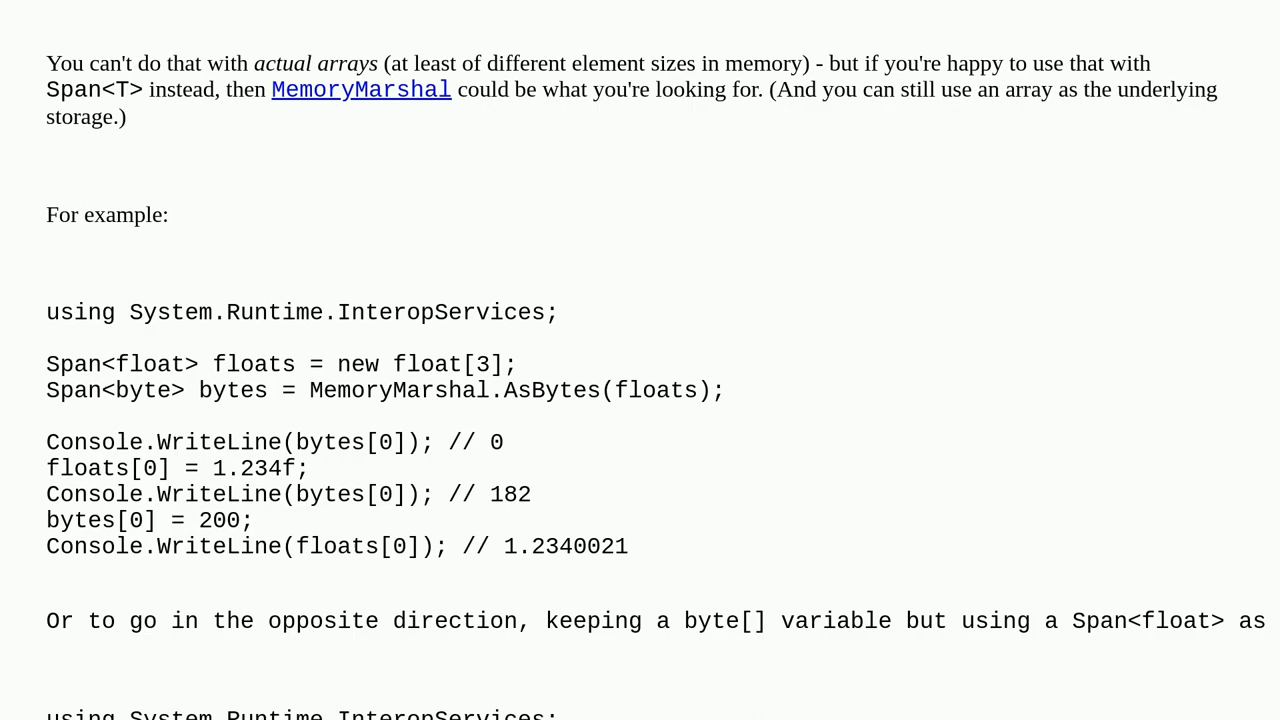 You can't do that with actual arrays (at least of different element sizes in memory) - but if you're happy to use that with
Span<T> instead, then MemoryMarshal could be what you're looking for. (And you can still use an array as the underlying
storage.)
For example:
using System.Runtime.InteropServices;
Span<float> floats = new float[3];
Span<byte> bytes = MemoryMarshal.AsBytes(floats);
Console.WriteLine(bytes[0]); // 0
floats[0] = 1.234f;
Console.WriteLine(bytes[0]); // 182
bytes[0] = 200;
Console.WriteLine(floats[0]); // 1.2340021
Or to go in the opposite direction, keeping a byte[] variable but using a Span<float> as
using System.Runtime.InteropServices;